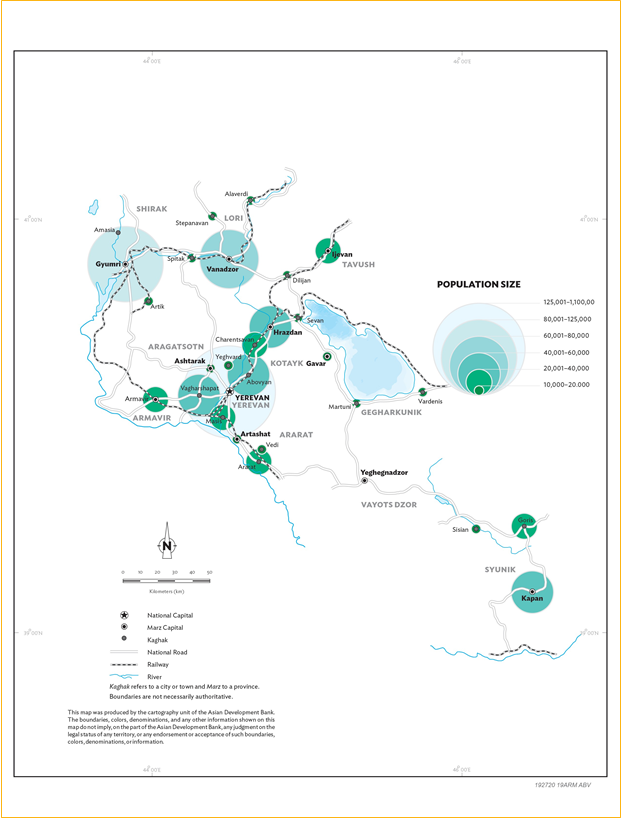 44°00'E
46°00'E
41°00'N
41°00'N
Alaverdi
SHIRAK
Stepanavan
LORI
Amasia
Gyumri
Spitak
Vanadzor
Ijevan
TAVUSH
Dilijan
Artik
Sevan
Hrazdan
ARAGATSOTN
Charentsavan
Yeghvard
Ashtarak
KOTAYK
Gavar
Abovyan
Vagharshapat
YEREVAN
YEREVAN
Armavir
ARMAVIR
Masis
Martuni
GEGHARKUNIK
Vardenis
Artashat
ARARAT
Vedi
Ararat
Yeghegnadzor
VAYOTS DZOR
Sisian
Goris
SYUNIK
Kapan
POPULATION SIZE
125,001–1,100,00
80,001–125,000
60,001–80,000
40,001–60,000
20,001–40,000
10,000–20.000
N
0 10 20 30 40 50
Kilometers (km)
National Capital
Marz Capital
Kaghak
National Road
Railway
River
Kaghak refers to a city or town and Marz to a province.
Boundaries are not necessarily authoritative.
This map was produced by the cartography unit of the Asian Development Bank.
The boundaries, colors, denominations, and any other information shown on this
map do not imply, on the part of the Asian Development Bank, any judgment on the
legal status of any territory, or any endorsement or acceptance of such boundaries,
colors, denominations, or information.
39°00'N
39°00'N
44°00'E
46°00'E
192720 19ARM ABV